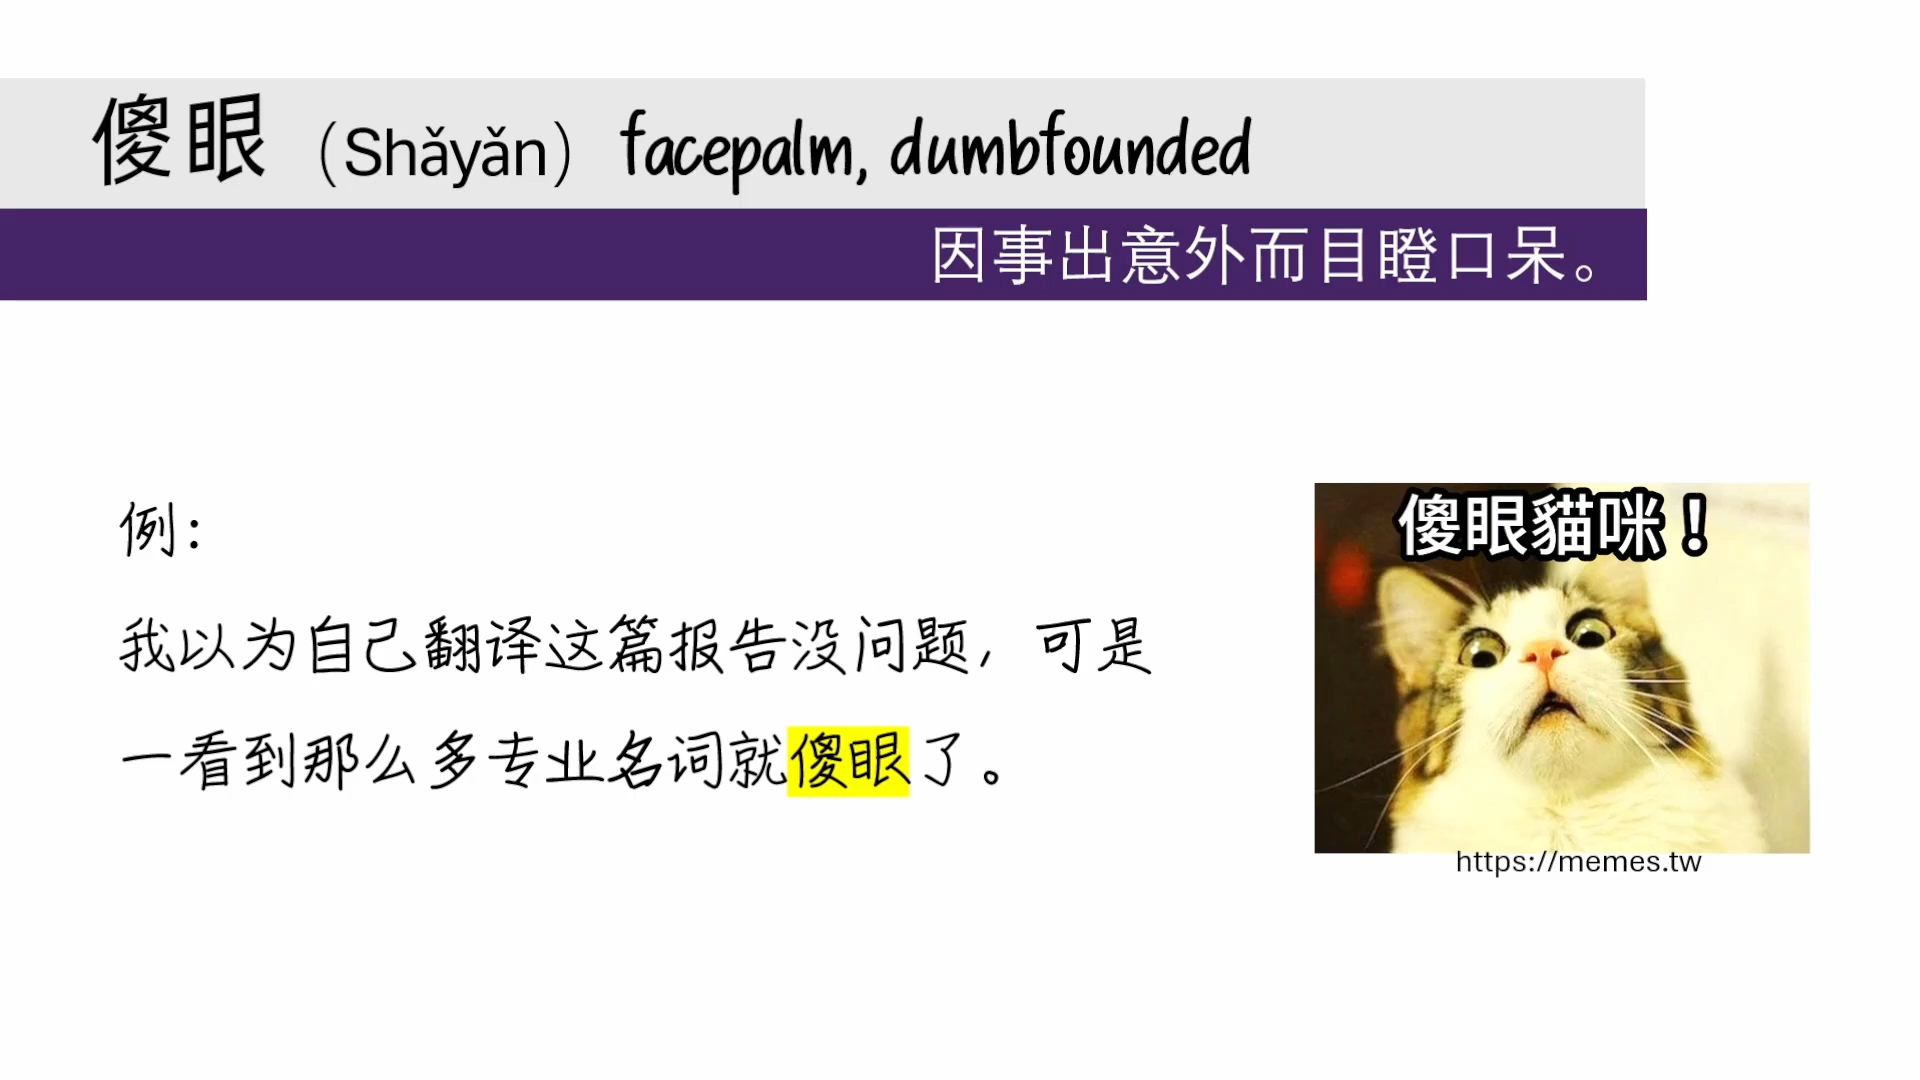 傻眼（Shǎyǎn）facepalm, dumbfounded
因事出意外而目瞪口呆。
例：
我以为自己翻译这篇报告没问题，可是
一看到那么多专业名词就傻眼了。
傻眼貓咪！
https://memes.tw